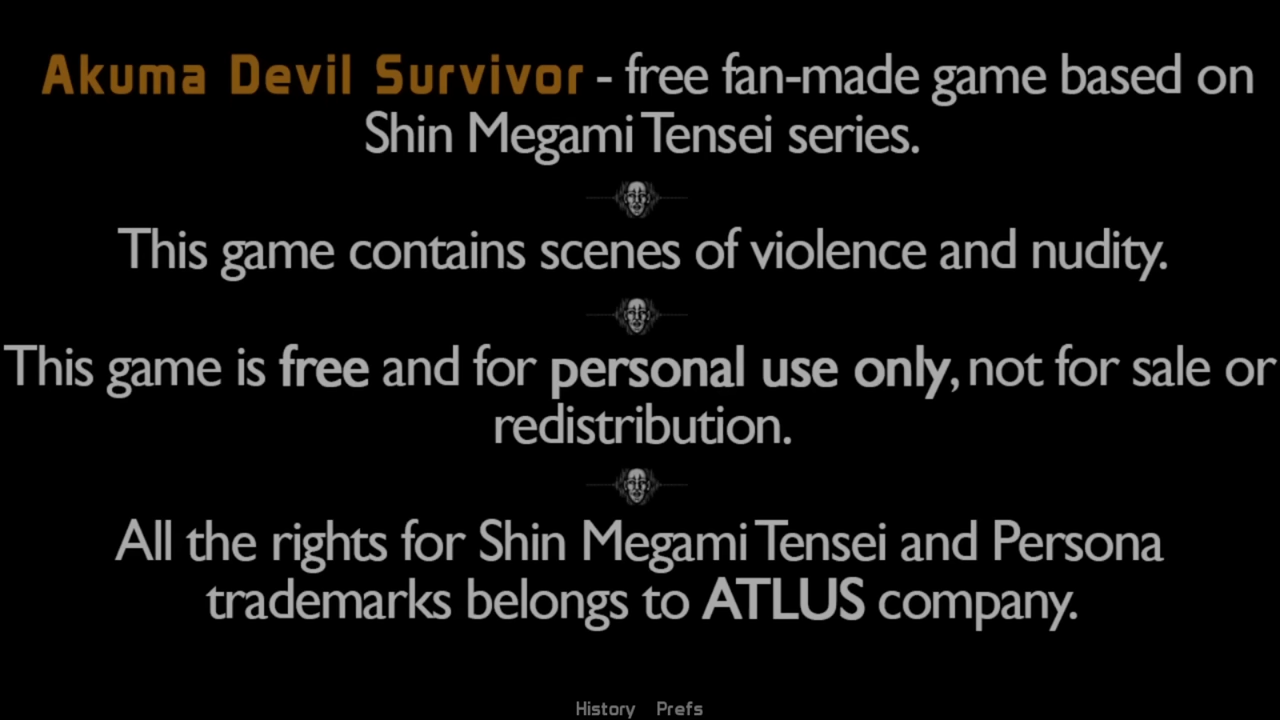 Akuma Devil Survivor - free fan-made game based on
Shin Megami Tensei series.
This game contains scenes of violence and nudity.
This game is free and for personal use only, not for sale or
redistribution.
All the rights for Shin Megami Tensei and Persona
trademarks belongs to ATLUS company.
History Prefs